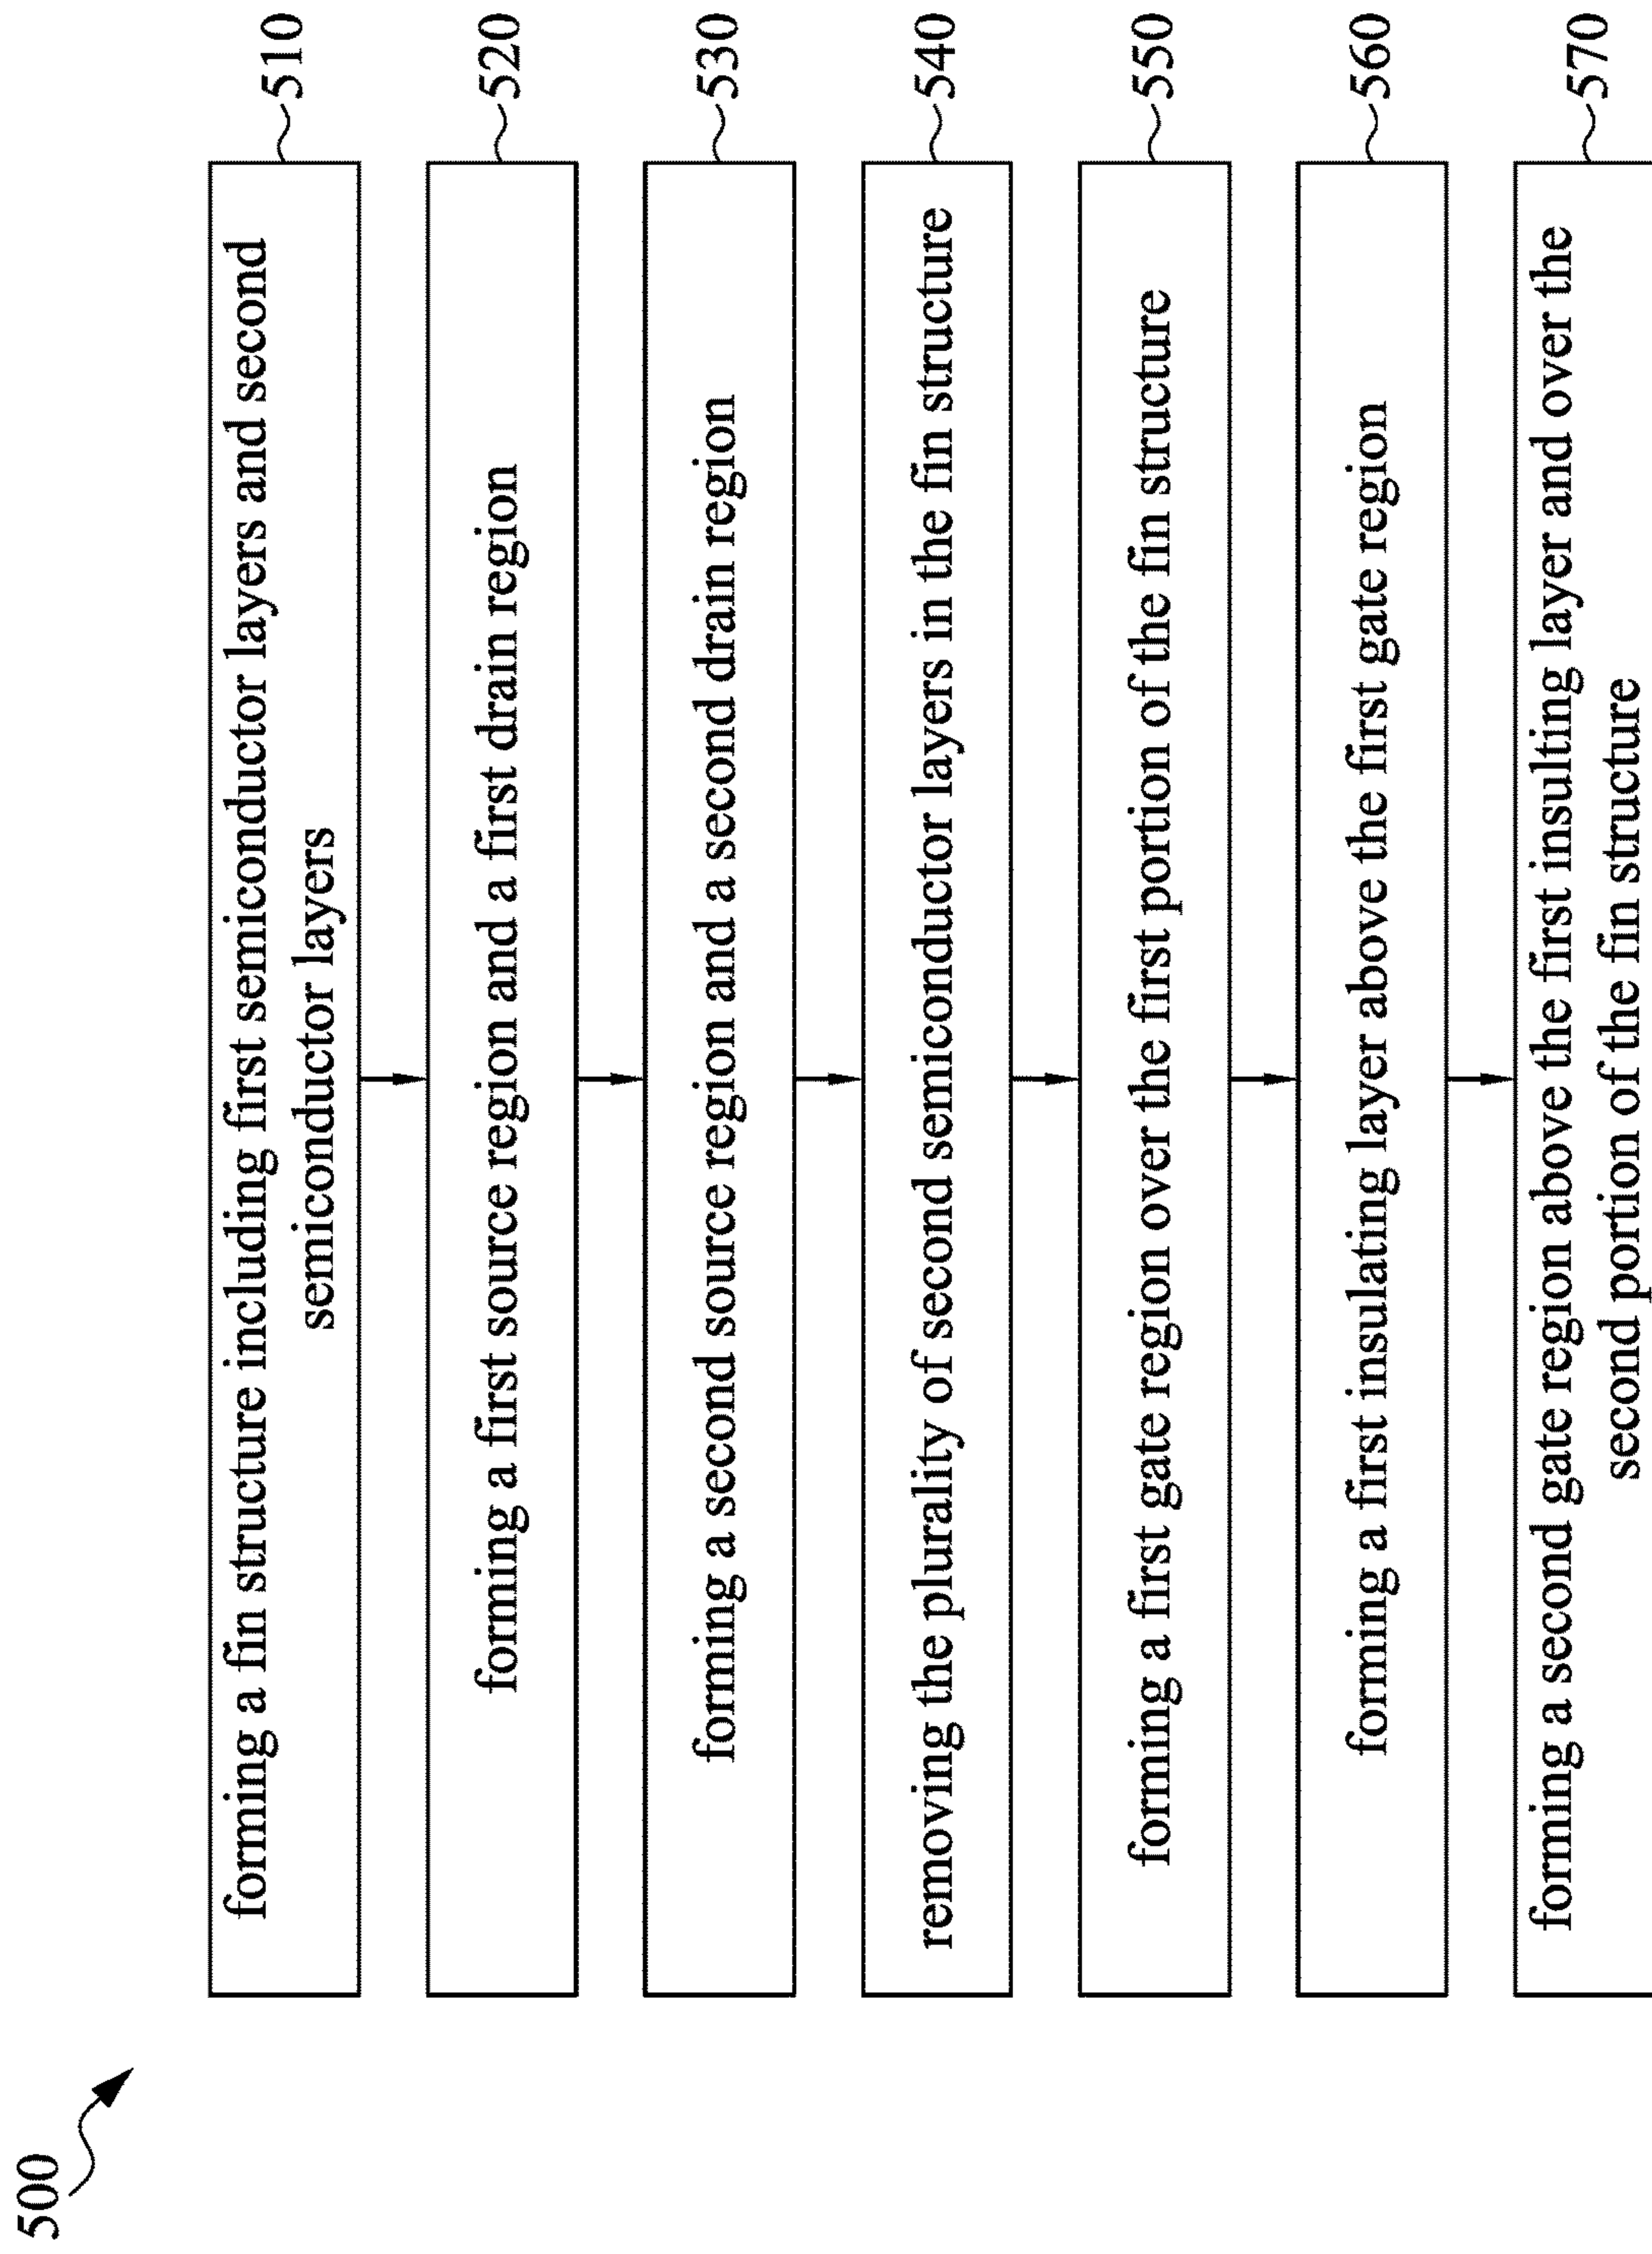 500
forming a fin structure including first semiconductor layers and second
semiconductor layers
510
forming a first source region and a first drain region
520
forming a second source region and a second drain region
530
removing the plurality of second semiconductor layers in the fin structure
540
forming a first gate region over the first portion of the fin structure
550
forming a first insulating layer above the first gate region
560
forming a second gate region above the first insulting layer and over the
second portion of the fin structure
570